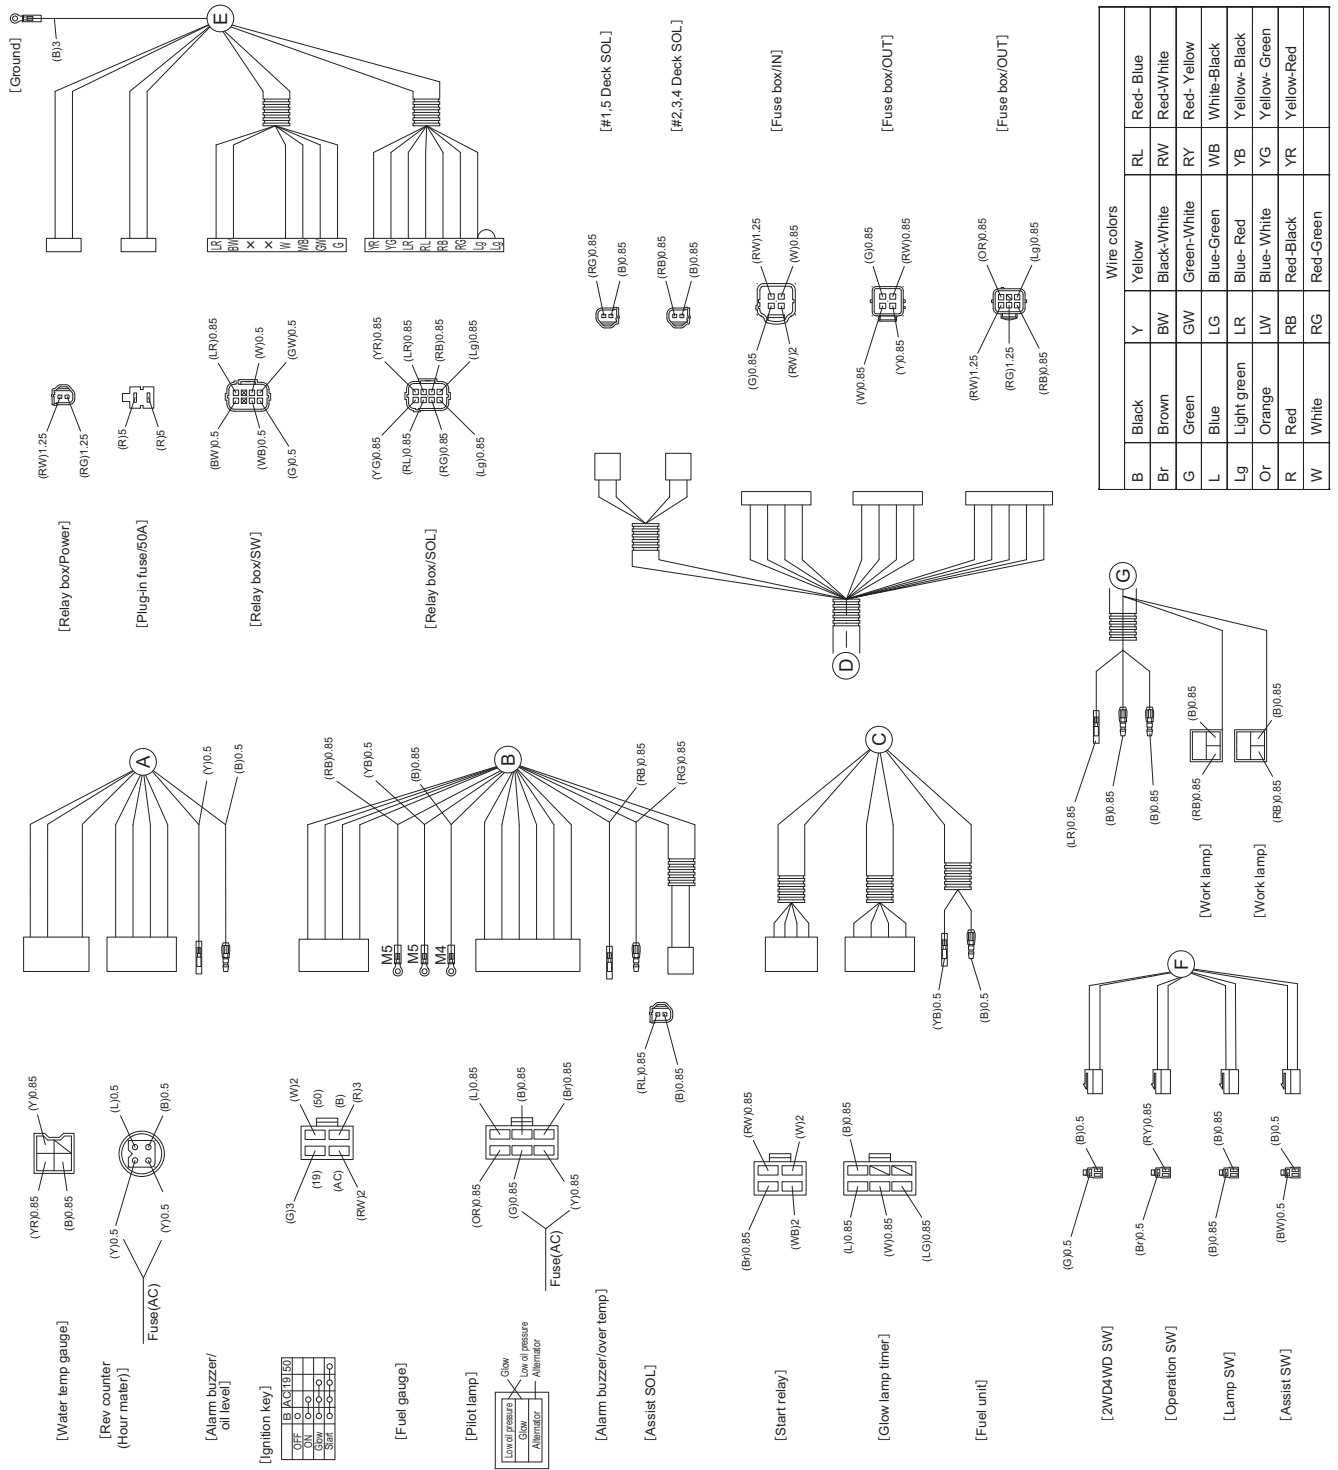 [Water temp gauge]
(YR)0.85
(Y)0.85
(B)0.85
[Rev counter
(Hour mater)]
(L)0.5
(B)0.5
(Y)0.5
(Y)0.5
Fuse(AC)
[Alarm buzzer/
oil level]
(Y)0.5
(B)0.5
A
[Ignition key]
B AC 19 50
OFF
ON
Glow
Start
(W)2
(50)
(B)
(R)3
(G)3
(19)
(AC)
(RW)2
[Fuel gauge]
(RB)0.85
(YB)0.5
(B)0.85
M5
M5
M4
[Pilot lamp]
Low oil pressure
Glow
Alternator
Glow
Low oil pressure
Alternator
(L)0.85
(B)0.85
(Br)0.85
(OR)0.85
(G)0.85
(Y)0.85
Fuse(AC)
B
[Alarm buzzer/over temp]
(RB)0.85
(RG)0.85
[Assist SOL]
(RL)0.85
(B)0.85
[Start relay]
(RW)0.85
(W)2
(Br)0.85
(WB)2
[Glow lamp timer]
(B)0.85
(L)0.85
(W)0.85
(LG)0.85
[Fuel unit]
(YB)0.5
(B)0.5
C
[2WD4WD SW]
(G)0.5
(B)0.5
[Operation SW]
(Br)0.5
(RY)0.85
[Lamp SW]
(B)0.85
(B)0.85
[Assist SW]
(BW)0.5
(B)0.5
F
(LR)0.85
(B)0.85
(B)0.85
[Work lamp]
(RB)0.85
(B)0.85
[Work lamp]
(RB)0.85
(B)0.85
G
[Ground]
(B)3
E
[Relay box/Power]
(RW)1.25
(RG)1.25
[Plug-in fuse/50A]
(R)5
(R)5
[Relay box/SW]
(LR)0.5
(W)0.5
(GW)0.5
(BW)0.5
(WB)0.5
(G)0.5
LR
BW
×
×
W
WB
GW
G
[Relay box/SOL]
(YR)0.85
(LR)0.85
(RB)0.85
(Lg)0.85
(YG)0.85
(RL)0.85
(RG)0.85
(Lg)0.85
YR
YG
LR
RL
RB
RG
Lg
Lg
[#1,5 Deck SOL]
(RG)0.85
(B)0.85
[#2,3,4 Deck SOL]
(RB)0.85
(B)0.85
[Fuse box/IN]
(RW)1.25
(W)0.85
(G)0.85
(RW)2
[Fuse box/OUT]
(G)0.85
(RW)0.85
(W)0.85
(Y)0.85
[Fuse box/OUT]
(OR)0.85
(Lg)0.85
(RW)1.25
(RG)1.25
(RB)0.85
D
Wire colors
B Black Y Yellow RL Red- Blue
Br Brown BW Black-White RW Red-White
G Green GW Green-White RY Red- Yellow
L Blue LG Blue-Green WB White-Black
Lg Light green LR Blue- Red YB Yellow- Black
Or Orange LW Blue- White YG Yellow- Green
R Red RB Red-Black YR Yellow-Red
W White RG Red-Green